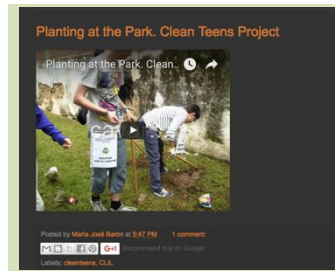 Planting at the Park. Clean Teens Project
Planting at the Park. Clean..
Posted by María José Barón at 5:47 PM 1 comment:
G+1 Recommend this on Google
Labels: cleanteens, CLIL